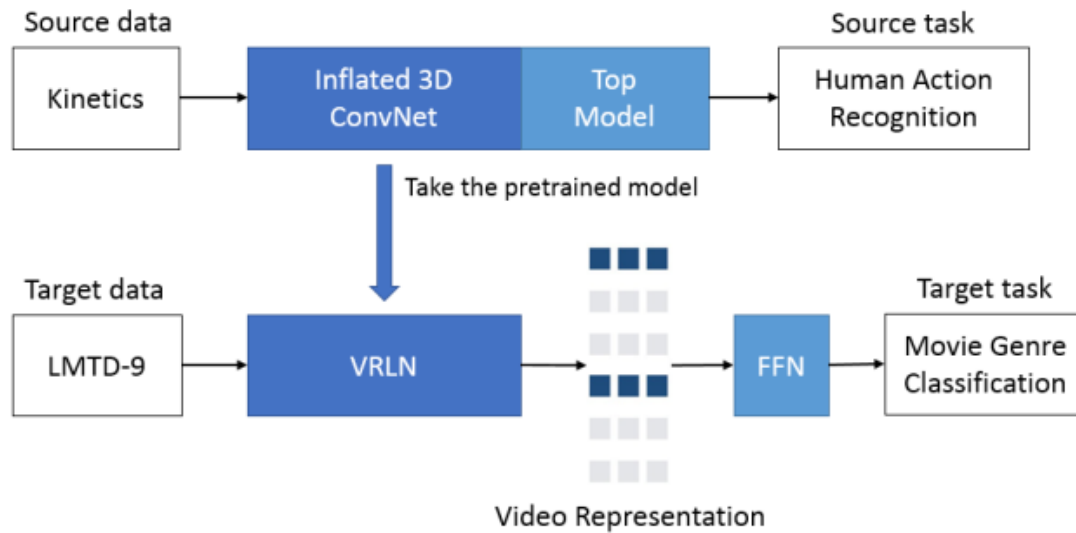 Source data
Source task
Kinetics
Inflated 3D
ConvNet
Top
Model
Human Action
Recognition
Take the pretrained model
Target data
Target task
LMTD-9
VRLN
FFN
Movie Genre
Classification
Video Representation